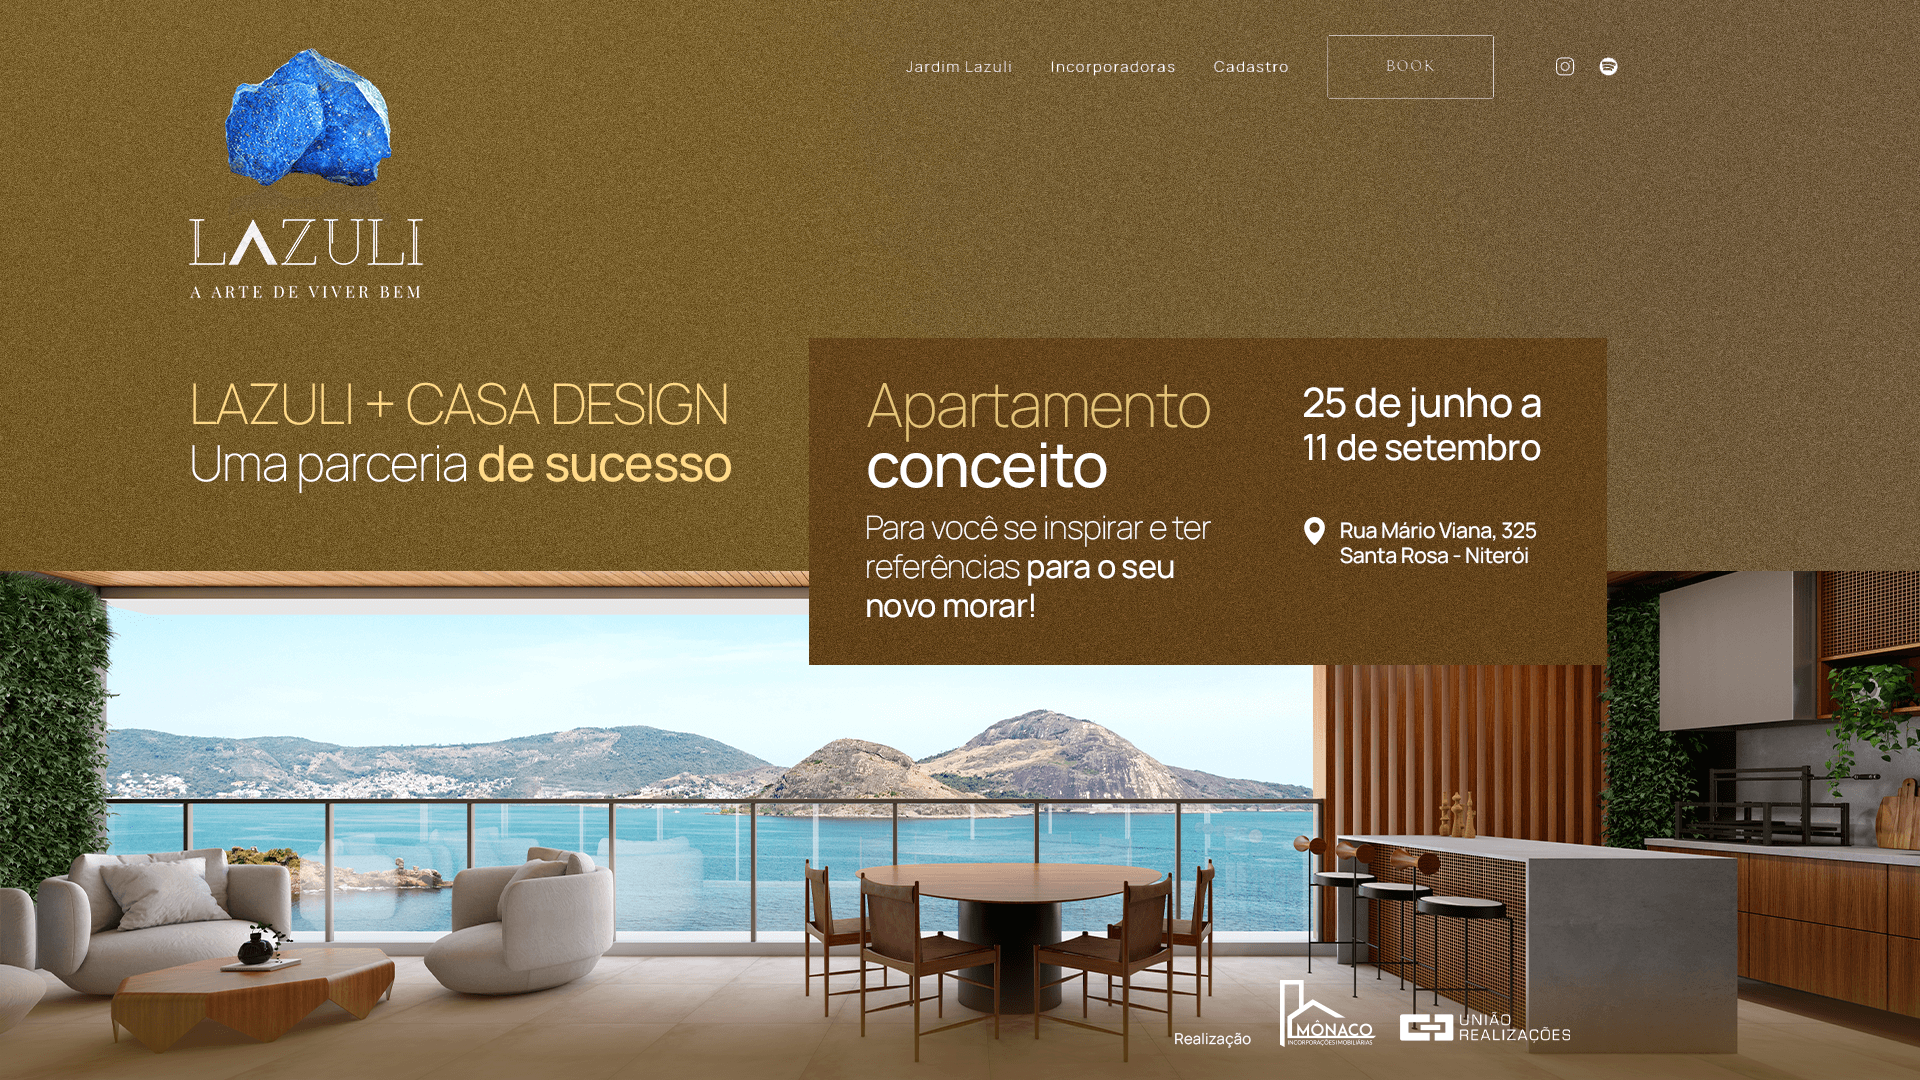 Jardim Lazuli
Incorporadoras
Cadastro
BOOK
LAZULI
A ARTE DE VIVER BEM
LAZULI + CASA DESIGN
Uma parceria de sucesso
Apartamento
conceito
Para você se inspirar e ter
referências para o seu
novo morar!
25 de junho a
11 de setembro
Rua Mário Viana, 325
Santa Rosa - Niterói
Realização
MÔNACO
INCORPORAÇÕES IMOBILIÁRIAS
UNIÃO
REALIZAÇÕES